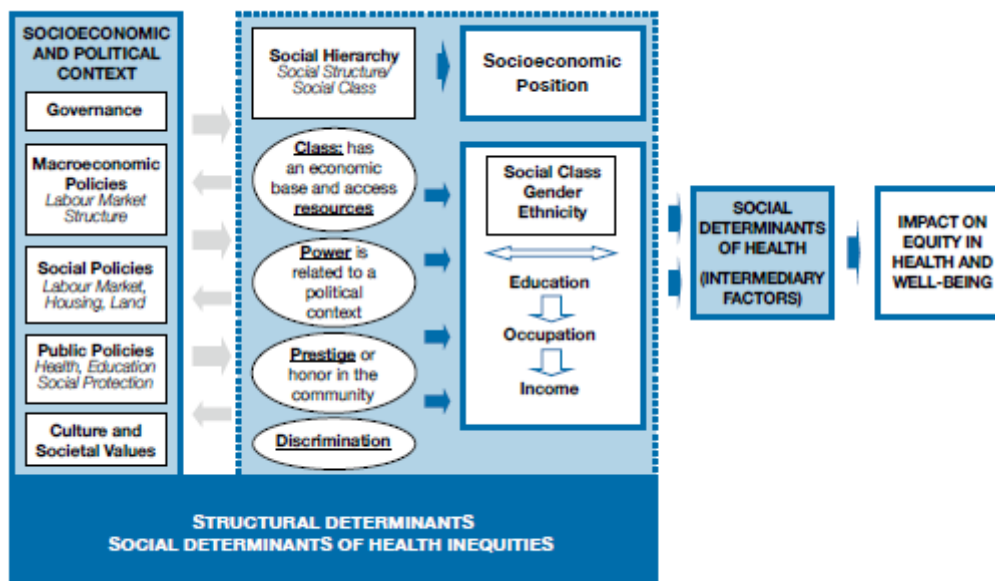 SOCIOECONOMIC
AND POLITICAL
CONTEXT
Governance
Macroeconomic
Policies
Labour Market
Structure
Social Policies
Labour Market,
Housing, Land
Public Policies
Health, Education
Social Protection
Culture and
Societal Values
Social Hierarchy
Social Structure/
Social Class
Class: has
an economic
base and access
resources
Power is
related to a
political
context
Prestige or
honor in the
community
Discrimination
Socioeconomic
Position
Social Class
Gender
Ethnicity
Education
Occupation
Income
SOCIAL
DETERMINANTS
OF HEALTH
(INTERMEDIARY
FACTORS)
IMPACT ON
EQUITY IN
HEALTH AND
WELL-BEING
STRUCTURAL DETERMINANTS
SOCIAL DETERMINANTS OF HEALTH INEQUITIES